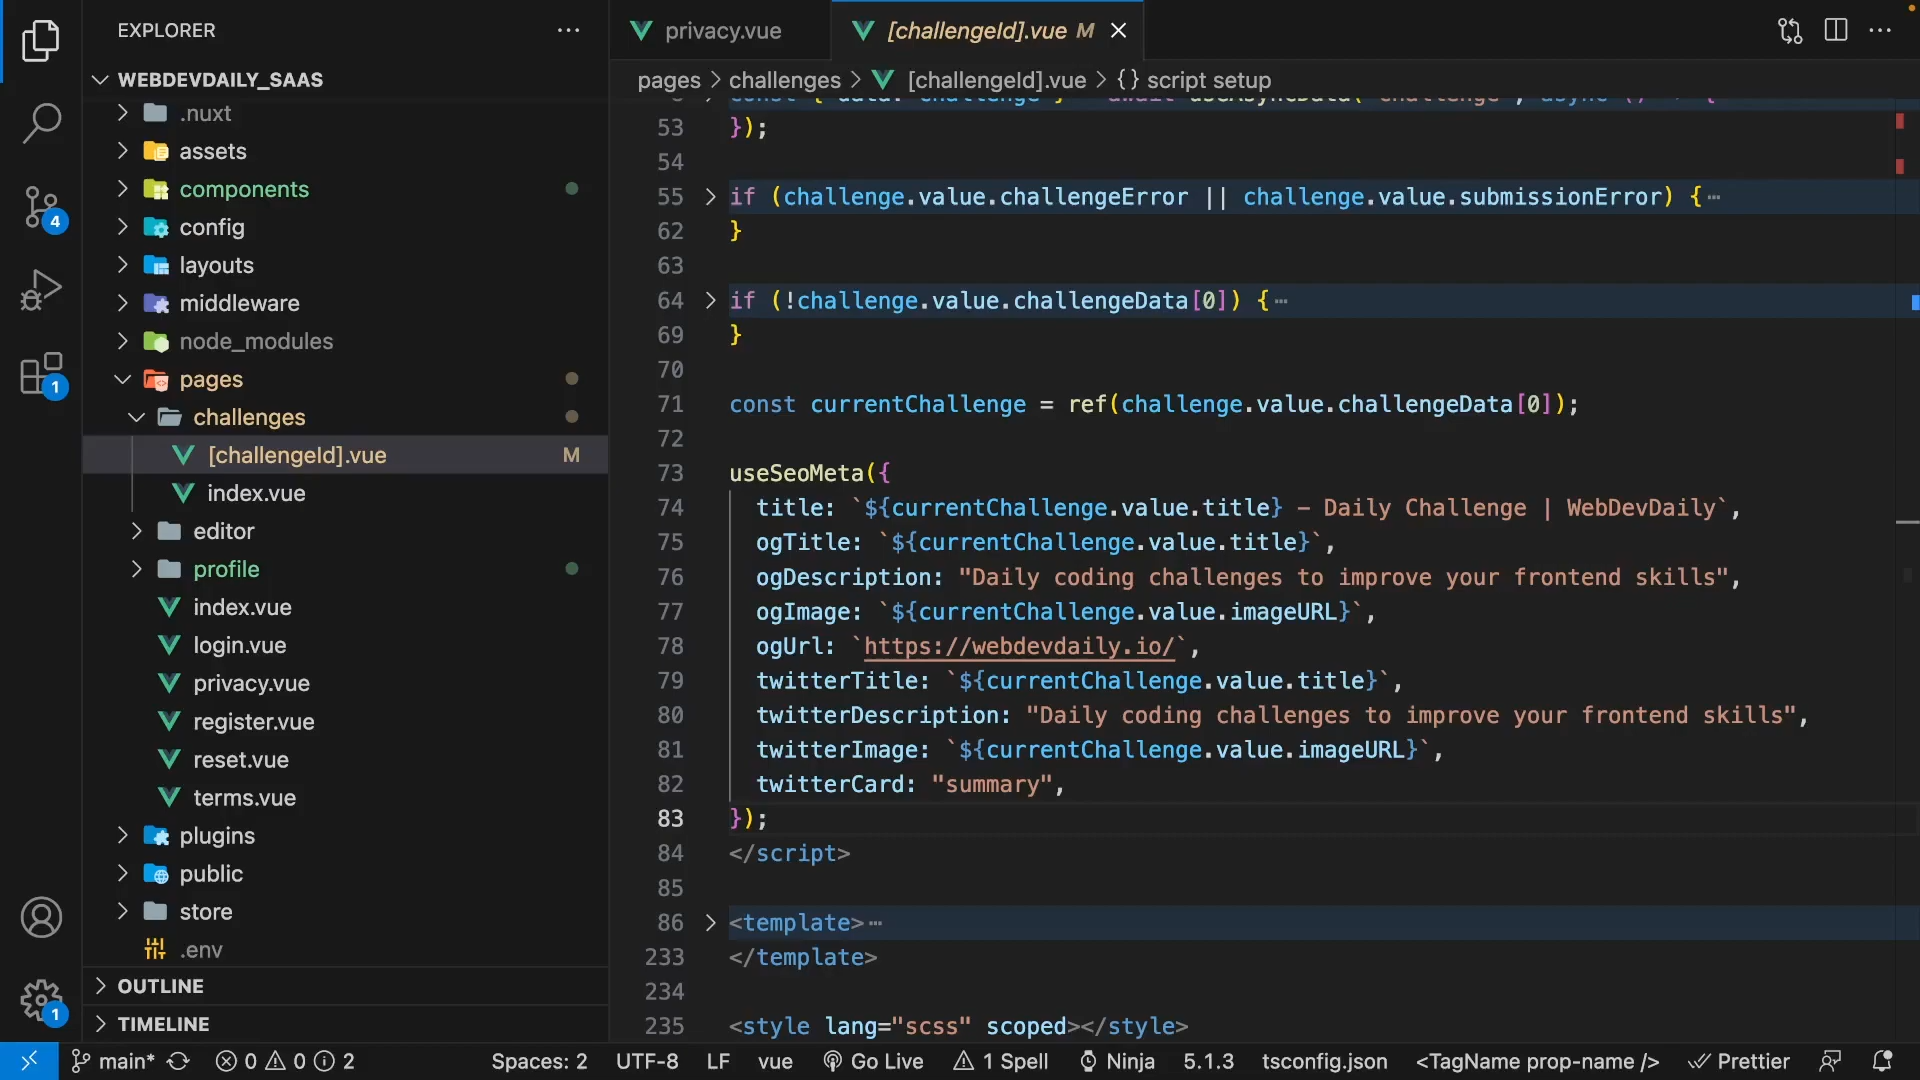 EXPLORER
WEBDEVDAILY_SAAS
.nuxt
assets
components
config
layouts
middleware
node_modules
pages
challenges
[challengeId].vue M
index.vue
editor
profile
index.vue
login.vue
privacy.vue
register.vue
reset.vue
terms.vue
plugins
public
store
.env
OUTLINE
TIMELINE
4
1
1
privacy.vue
[challengeId].vue M
pages > challenges > [challengeId].vue > {} script setup
53 });
54
55 if (challenge.value.challengeError || challenge.value.submissionError) {⋯
62 }
63
64 if (!challenge.value.challengeData[0]) {⋯
69 }
70
71 const currentChallenge = ref(challenge.value.challengeData[0]);
72
73 useSeoMeta({
74 title: `${currentChallenge.value.title} – Daily Challenge | WebDevDaily`,
75 ogTitle: `${currentChallenge.value.title}`,
76 ogDescription: "Daily coding challenges to improve your frontend skills",
77 ogImage: `${currentChallenge.value.imageURL}`,
78 ogUrl: `https://webdevdaily.io/`,
79 twitterTitle: `${currentChallenge.value.title}`,
80 twitterDescription: "Daily coding challenges to improve your frontend skills",
81 twitterImage: `${currentChallenge.value.imageURL}`,
82 twitterCard: "summary",
83 });
84 </script>
85
86 <template>⋯
233 </template>
234
235 <style lang="scss" scoped></style>
main* 0 0 2 Spaces: 2 UTF-8 LF vue Go Live 1 Spell Ninja 5.1.3 tsconfig.json <TagName prop-name /> Prettier